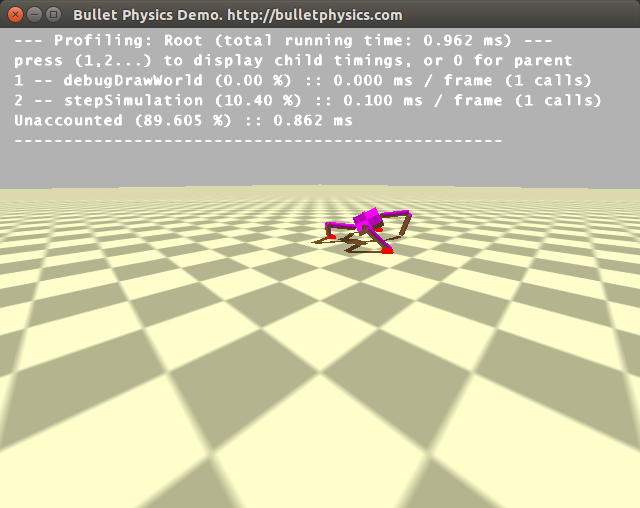 Bullet Physics Demo. http://bulletphysics.com
--- Profiling: Root (total running time: 0.962 ms) ---
press (1,2...) to display child timings, or 0 for parent
1 -- debugDrawWorld (0.00 %) :: 0.000 ms / frame (1 calls)
2 -- stepSimulation (10.40 %) :: 0.100 ms / frame (1 calls)
Unaccounted (89.605 %) :: 0.862 ms
--------------------------------------------------